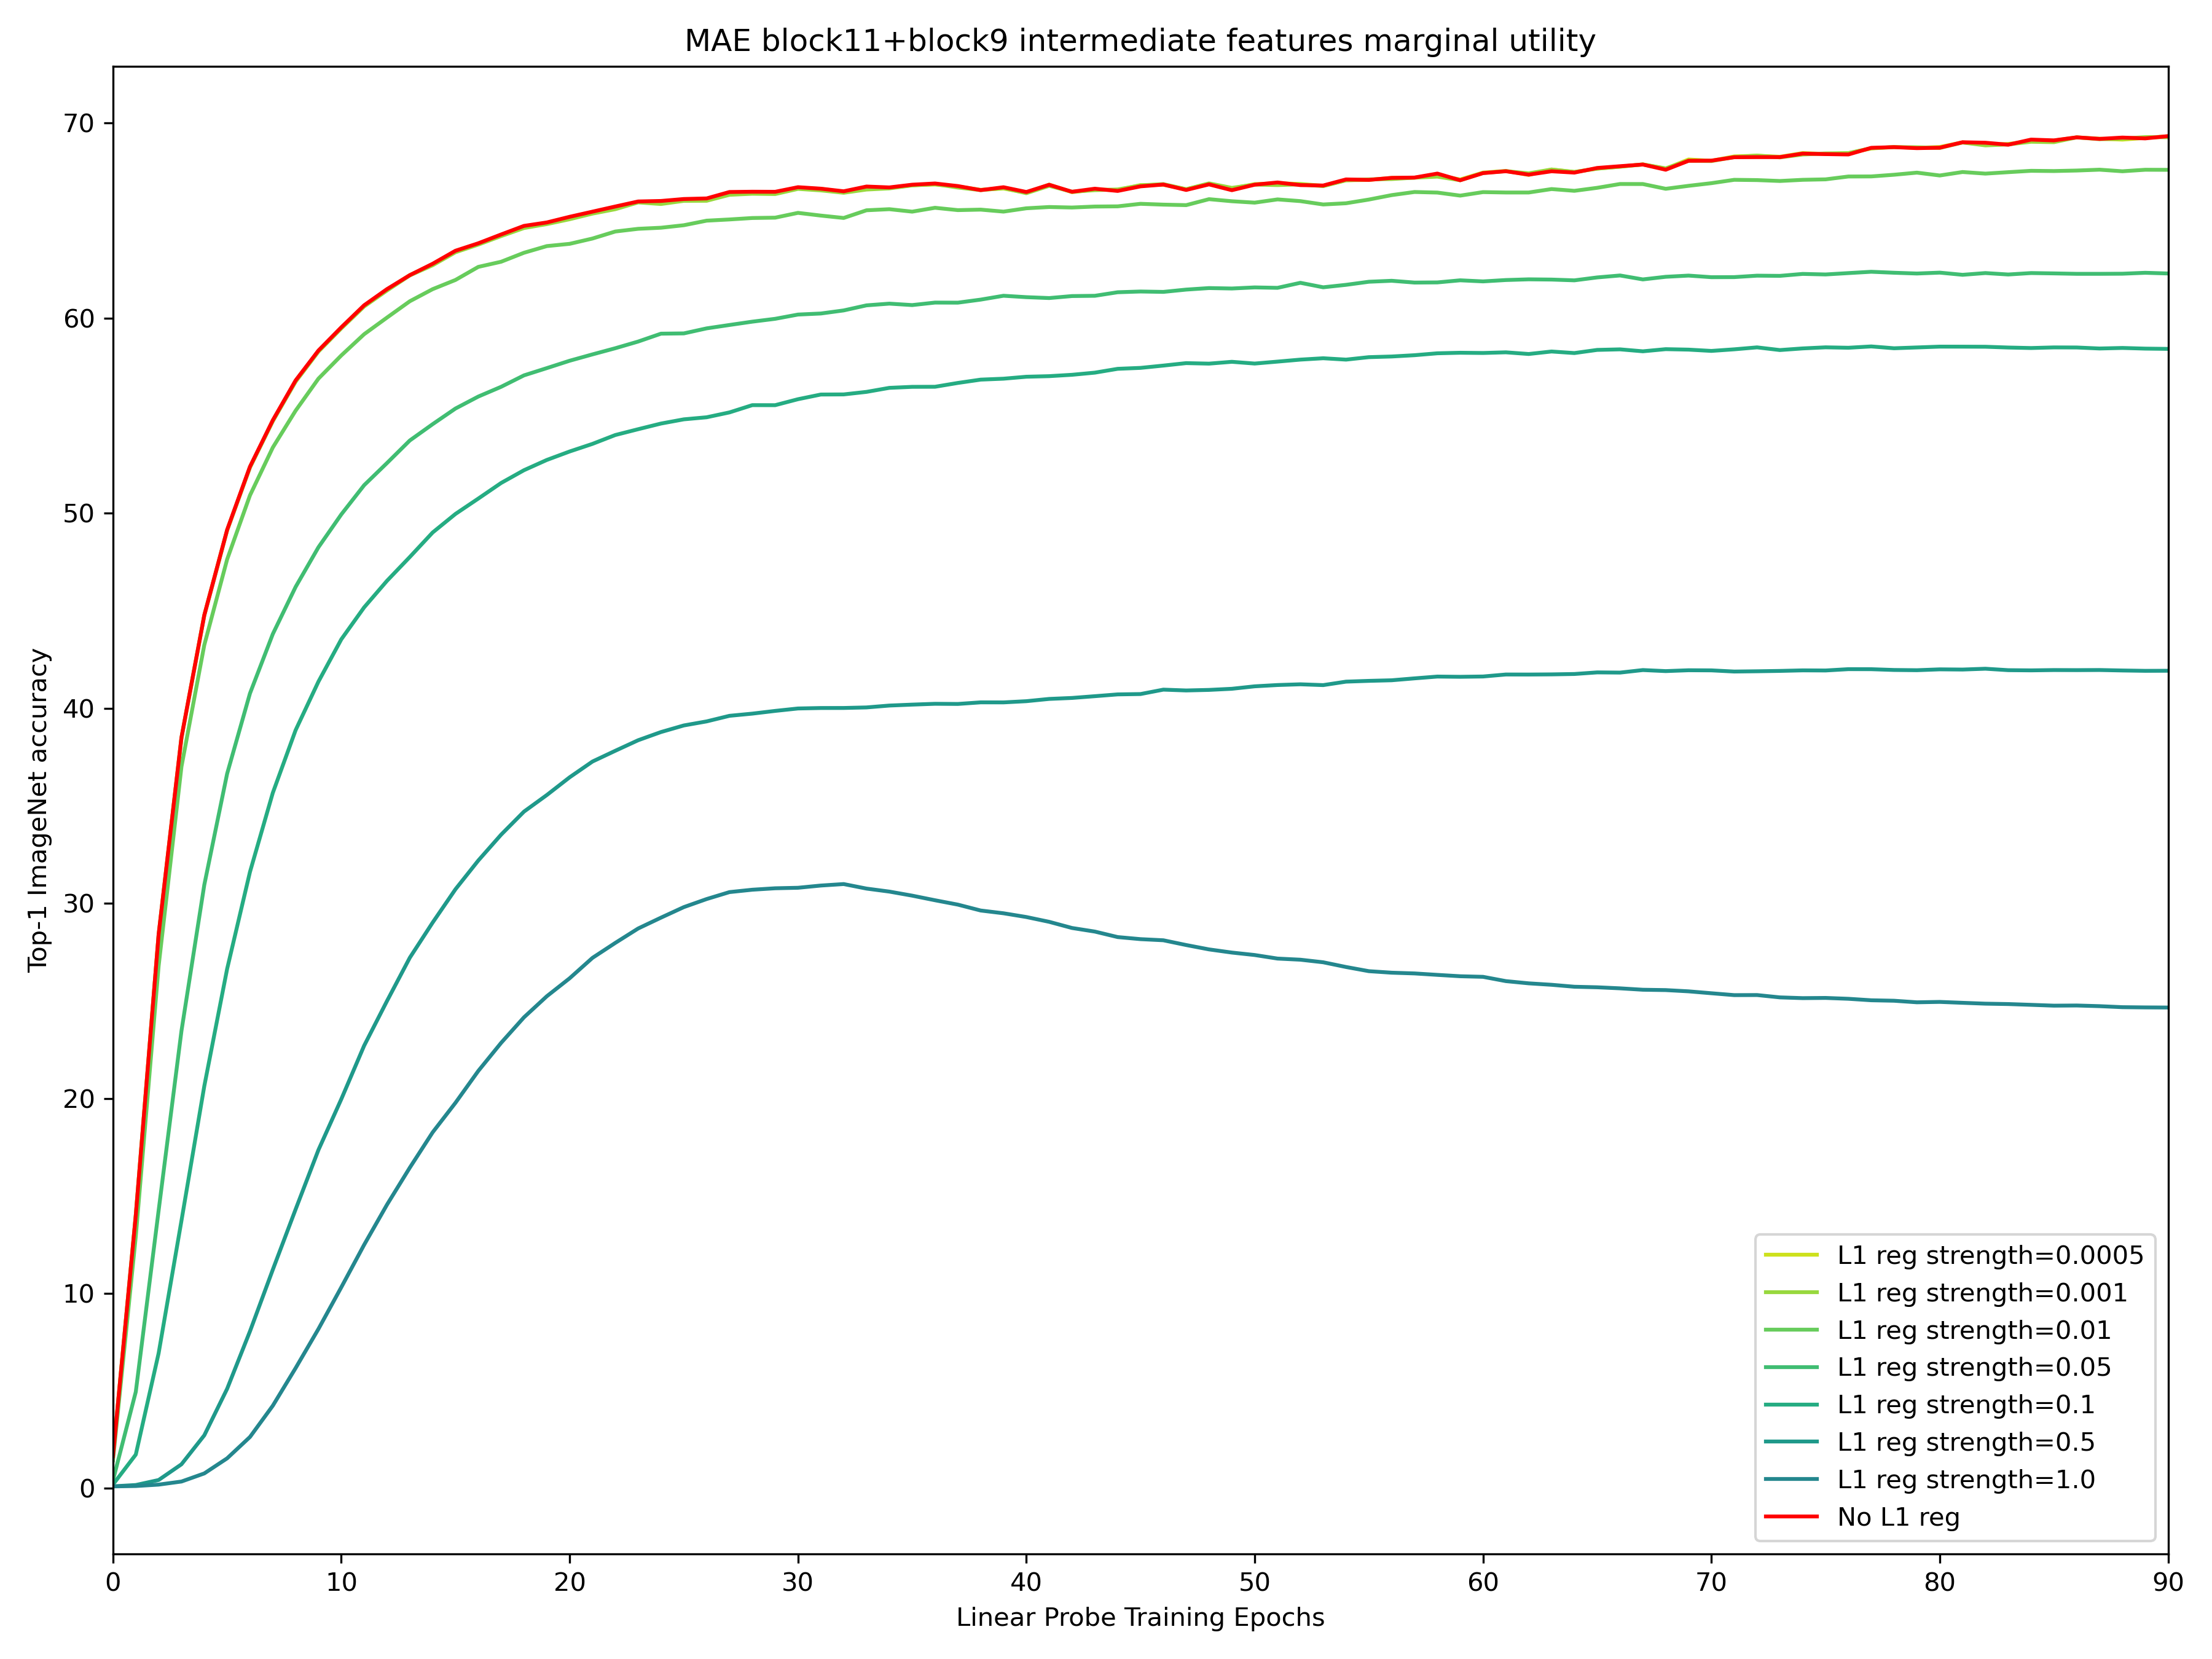 MAE block11+block9 intermediate features marginal utility
Top-1 ImageNet accuracy
70
60
50
40
30
20
10
0
L1 reg strength=0.0005
L1 reg strength=0.001
L1 reg strength=0.01
L1 reg strength=0.05
L1 reg strength=0.1
L1 reg strength=0.5
L1 reg strength=1.0
No L1 reg
0 10 20 30 40 50 60 70 80 90
Linear Probe Training Epochs